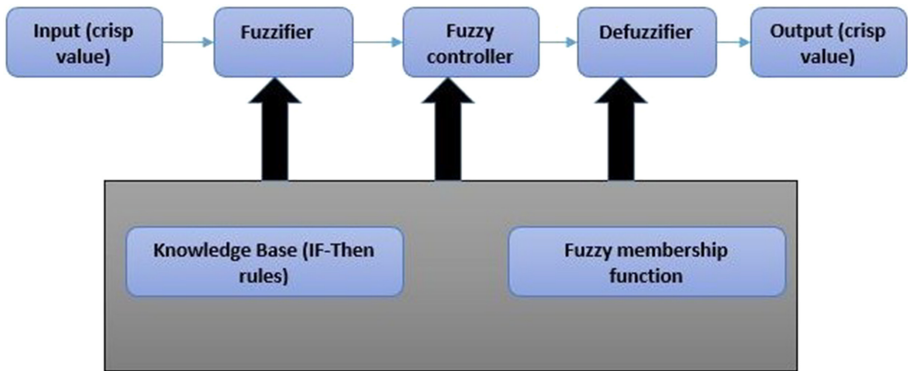 Input (crisp
value)
Fuzzifier
Fuzzy
controller
Defuzzifier
Output (crisp
value)
Knowledge Base (IF-Then
rules)
Fuzzy membership
function